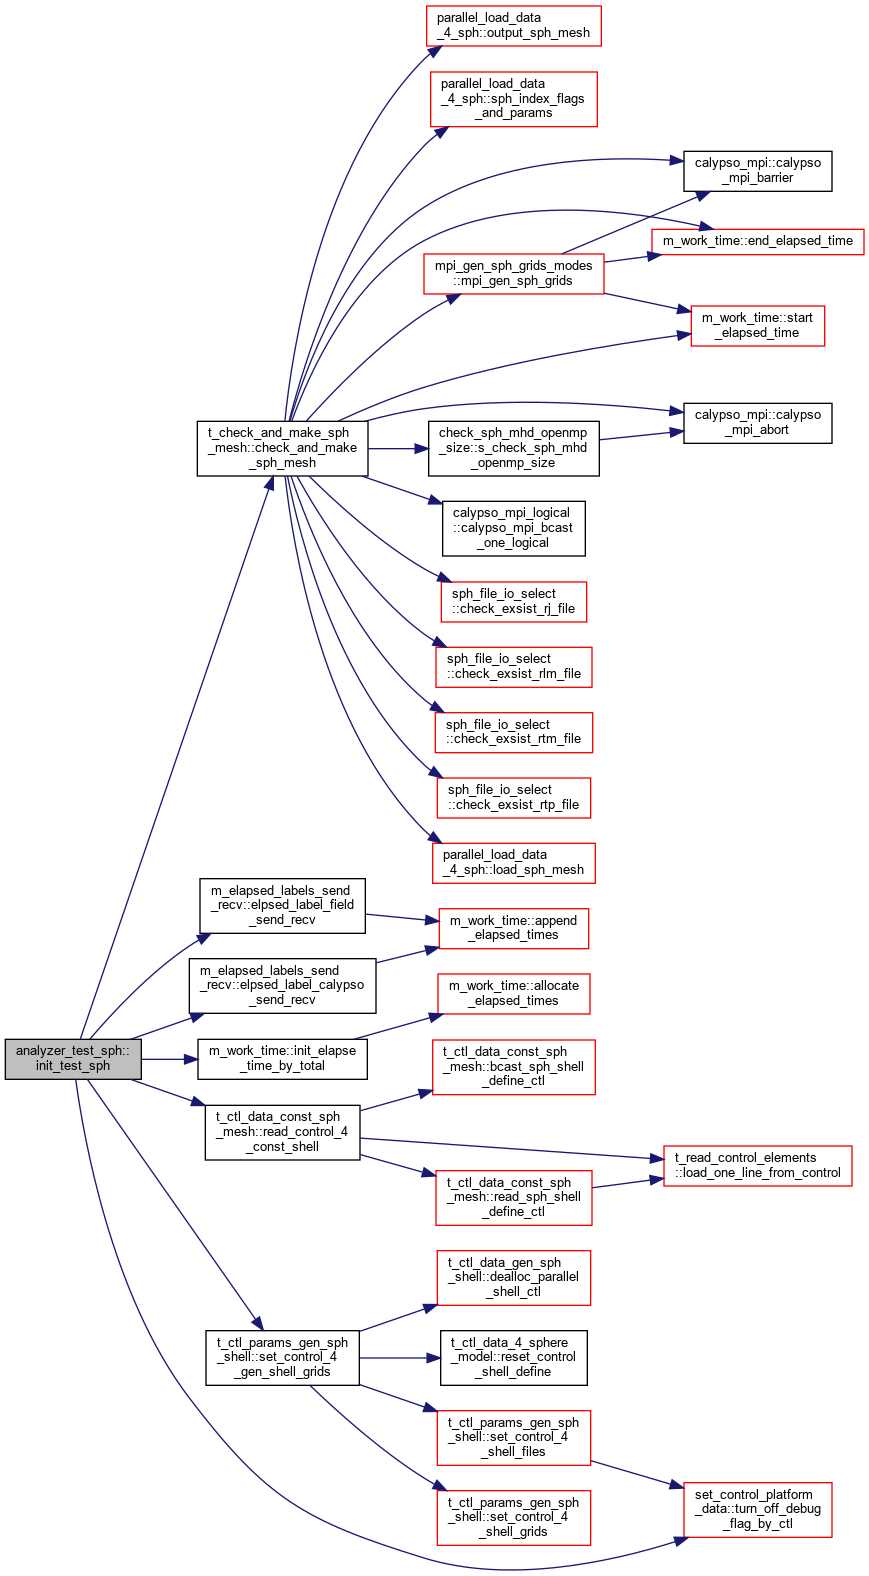 parallel_load_data
_4_sph::output_sph_mesh
parallel_load_data
_4_sph::sph_index_flags
_and_params
calypso_mpi::calypso
_mpi_barrier
m_work_time::end_elapsed_time
mpi_gen_sph_grids_modes
::mpi_gen_sph_grids
m_work_time::start
_elapsed_time
calypso_mpi::calypso
_mpi_abort
t_check_and_make_sph
_mesh::check_and_make
_sph_mesh
check_sph_mhd_openmp
_size::s_check_sph_mhd
_openmp_size
calypso_mpi_logical
::calypso_mpi_bcast
_one_logical
sph_file_io_select
::check_exsist_rj_file
sph_file_io_select
::check_exsist_rlm_file
sph_file_io_select
::check_exsist_rtm_file
sph_file_io_select
::check_exsist_rtp_file
parallel_load_data
_4_sph::load_sph_mesh
m_elapsed_labels_send
_recv::elpsed_label_field
_send_recv
m_work_time::append
_elapsed_times
m_elapsed_labels_send
_recv::elpsed_label_calypso
_send_recv
m_work_time::allocate
_elapsed_times
analyzer_test_sph::
init_test_sph
m_work_time::init_elapse
_time_by_total
t_ctl_data_const_sph
_mesh::bcast_sph_shell
_define_ctl
t_ctl_data_const_sph
_mesh::read_control_4
_const_shell
t_read_control_elements
::load_one_line_from_control
t_ctl_data_const_sph
_mesh::read_sph_shell
_define_ctl
t_ctl_data_gen_sph
_shell::dealloc_parallel
_shell_ctl
t_ctl_params_gen_sph
_shell::set_control_4
_gen_shell_grids
t_ctl_data_4_sphere
_model::reset_control
_shell_define
t_ctl_params_gen_sph
_shell::set_control_4
_shell_files
set_control_platform
_data::turn_off_debug
_flag_by_ctl
t_ctl_params_gen_sph
_shell::set_control_4
_shell_grids